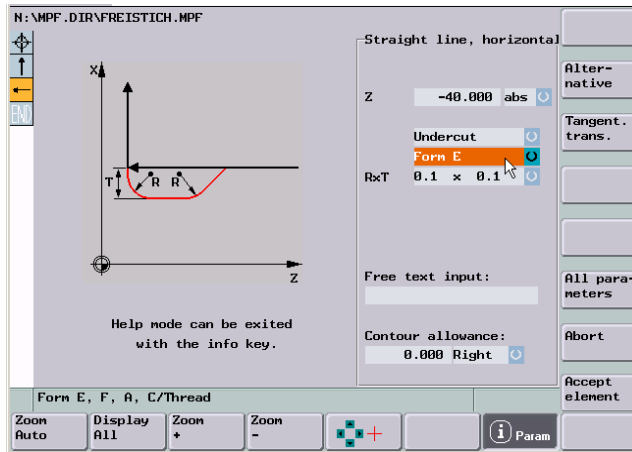 N:\MPF.DIR\FREISTICH.MPF
END
X
T
R
R
Z
Help mode can be exited
with the info key.
Straight line, horizontal
Z -40.000 abs
Undercut
Form E
RxT 0.1 x 0.1
Free text input:
Contour allowance:
0.000 Right
Alter-
native
Tangent.
trans.
All para-
meters
Abort
Accept
element
Form E, F, A, C/Thread
Zoom
Auto
Display
All
Zoom
+
Zoom
-
i Param